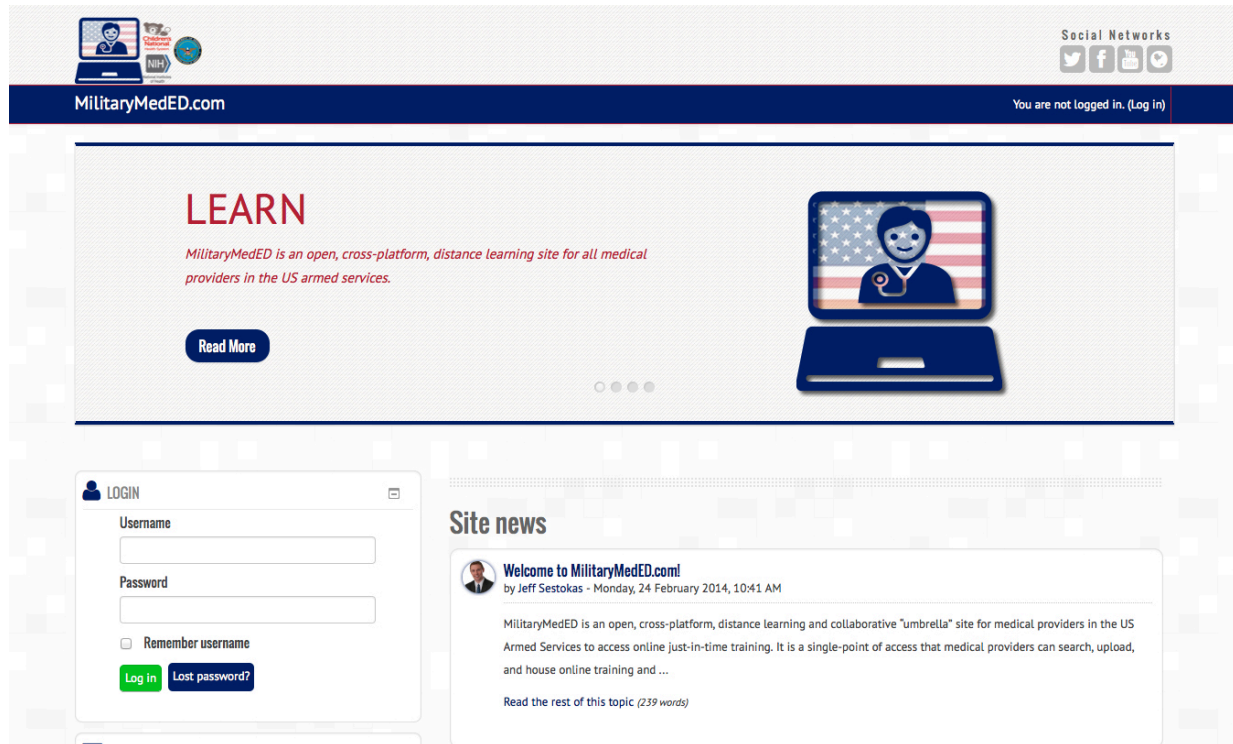 Children's
National
Health System
NIH
National Institutes
of Health
Social Networks
You
MilitaryMedED.com
You are not logged in. (Log in)
LEARN
MilitaryMedED is an open, cross-platform, distance learning site for all medical
providers in the US armed services.
Read More
LOGIN
Username
Password
Remember username
Log in
Lost password?
Site news
Welcome to MilitaryMedED.com!
by Jeff Sestokas - Monday, 24 February 2014, 10:41 AM
MilitaryMedED is an open, cross-platform, distance learning and collaborative “umbrella” site for medical providers in the US
Armed Services to access online just-in-time training. It is a single-point of access that medical providers can search, upload,
and house online training and ...
Read the rest of this topic (239 words)